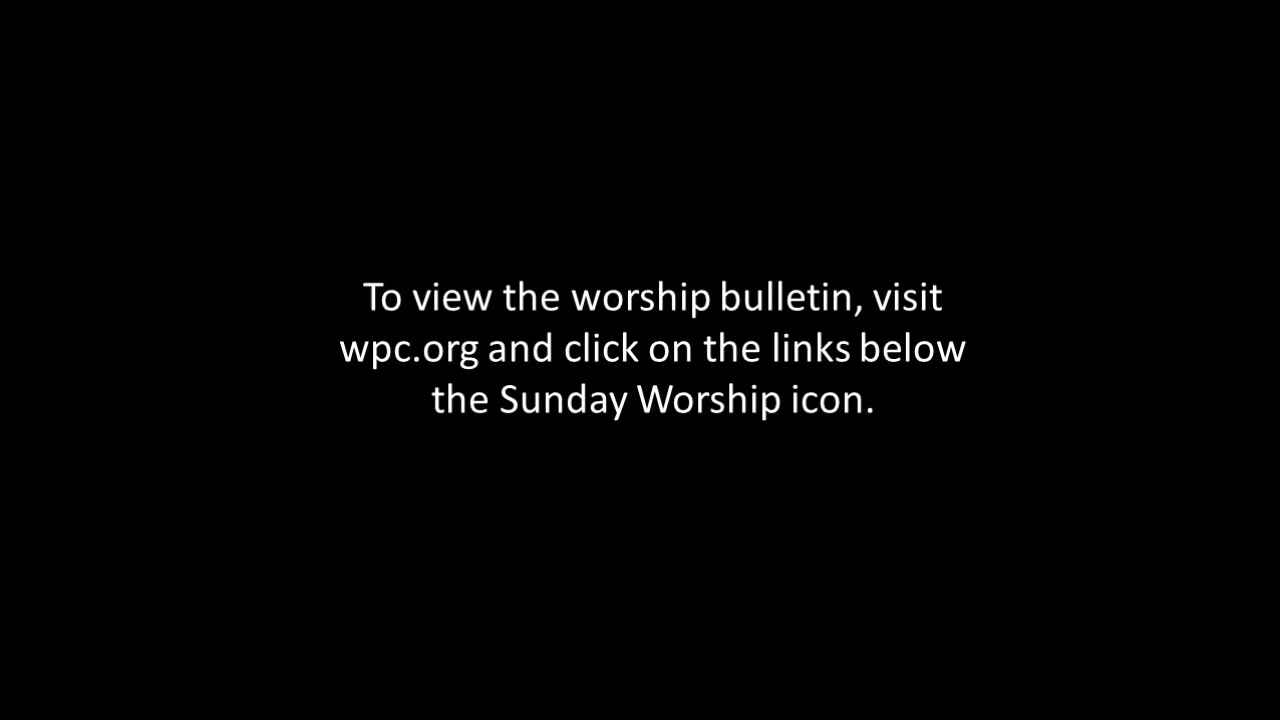 To view the worship bulletin, visit
wpc.org and click on the links below
the Sunday Worship icon.